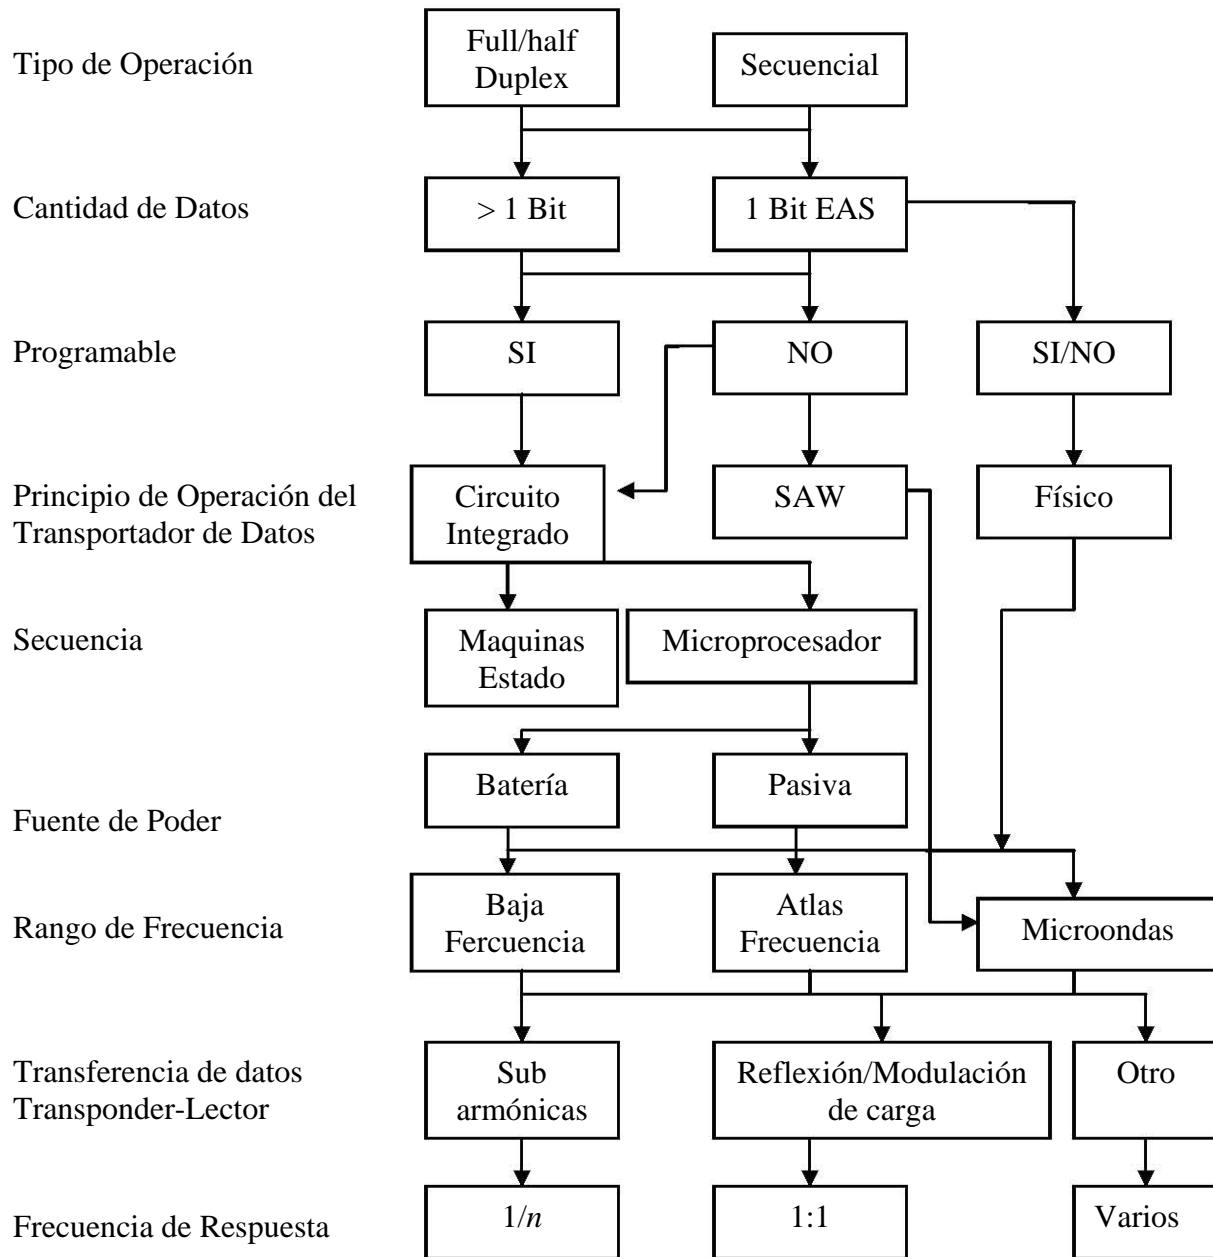 Tipo de Operación
Full/half
Duplex
Secuencial
Cantidad de Datos
> 1 Bit
1 Bit EAS
Programable
SI
NO
SI/NO
Principio de Operación del
Transportador de Datos
Circuito
Integrado
SAW
Físico
Secuencia
Maquinas
Estado
Microprocesador
Fuente de Poder
Batería
Pasiva
Rango de Frecuencia
Baja
Fercuencia
Atlas
Frecuencia
Microondas
Transferencia de datos
Transponder-Lector
Sub
armónicas
Reflexión/Modulación
de carga
Otro
Frecuencia de Respuesta
1/n
1:1
Varios